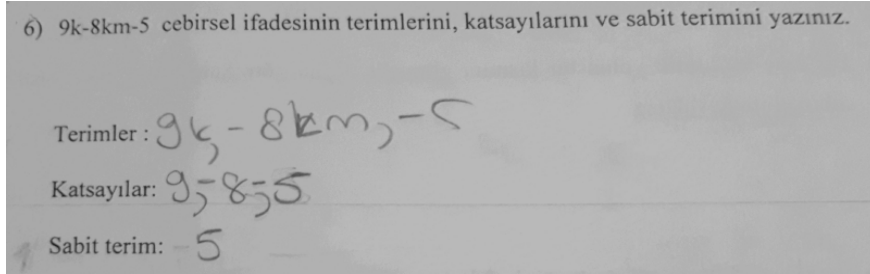 6) 9k-8km-5 cebirsel ifadesinin terimlerini, katsayılarını ve sabit terimini yazınız.
Terimler : 9k, -8km, -5
Katsayılar: 9, -8, -5
Sabit terim: -5